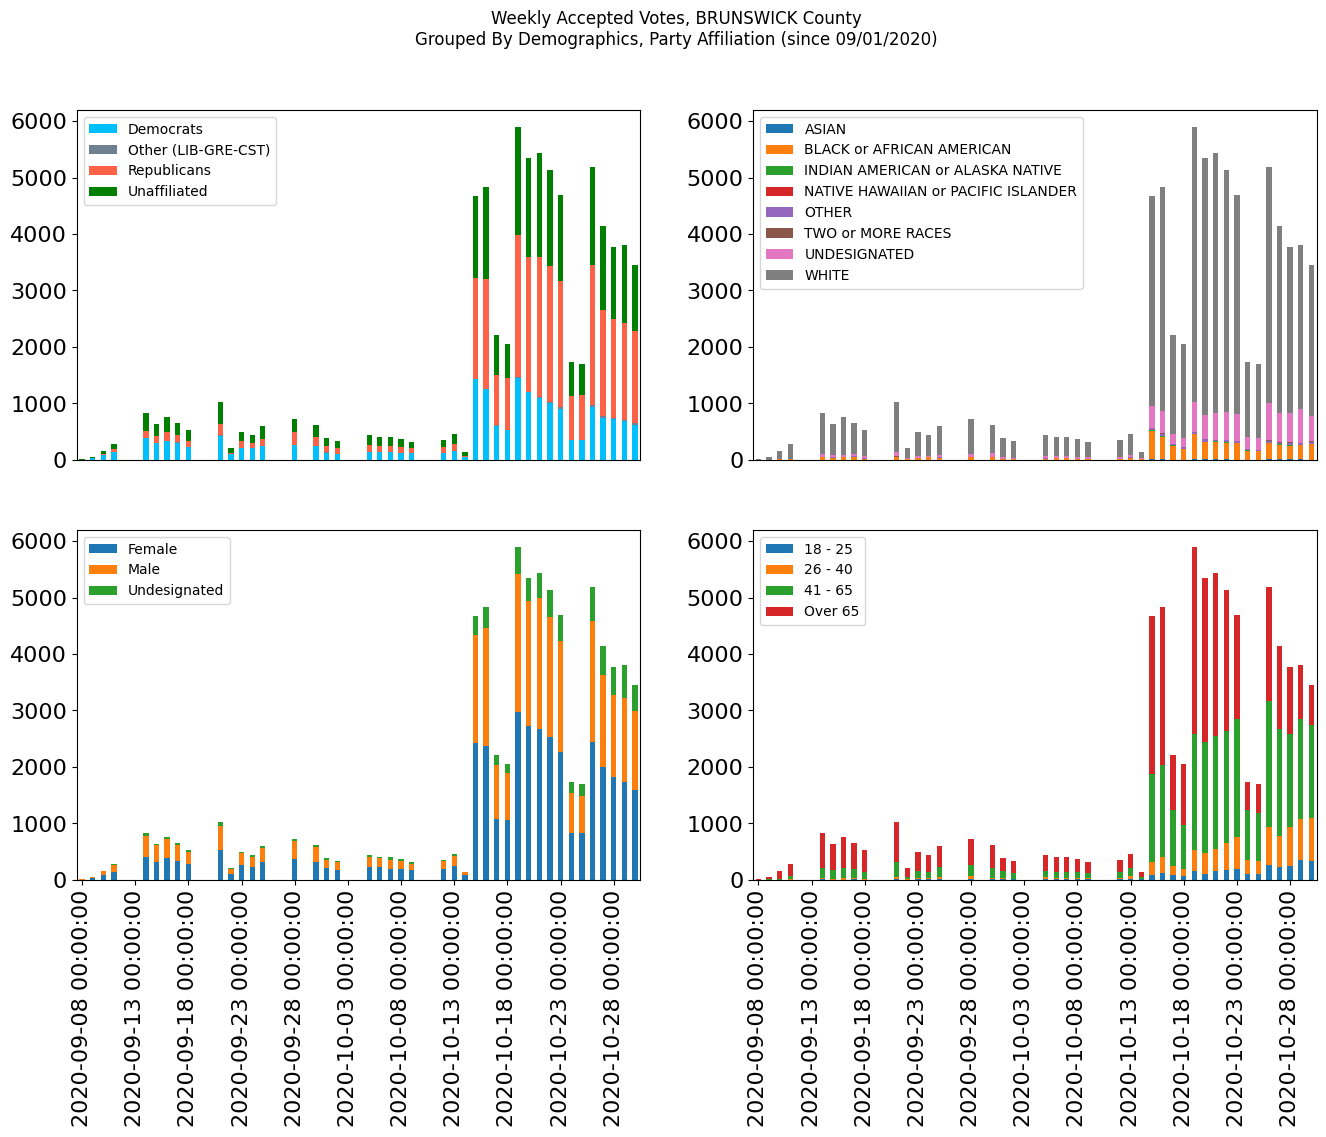 Weekly Accepted Votes, BRUNSWICK County
Grouped By Demographics, Party Affiliation (since 09/01/2020)
6000
5000
4000
3000
2000
1000
0
Democrats
Other (LIB-GRE-CST)
Republicans
Unaffiliated
6000
5000
4000
3000
2000
1000
0
ASIAN
BLACK or AFRICAN AMERICAN
INDIAN AMERICAN or ALASKA NATIVE
NATIVE HAWAIIAN or PACIFIC ISLANDER
OTHER
TWO or MORE RACES
UNDESIGNATED
WHITE
6000
5000
4000
3000
2000
1000
0
Female
Male
Undesignated
2020-09-08 00:00:00
2020-09-13 00:00:00
2020-09-18 00:00:00
2020-09-23 00:00:00
2020-09-28 00:00:00
2020-10-03 00:00:00
2020-10-08 00:00:00
2020-10-13 00:00:00
2020-10-18 00:00:00
2020-10-23 00:00:00
2020-10-28 00:00:00
6000
5000
4000
3000
2000
1000
0
18 - 25
26 - 40
41 - 65
Over 65
2020-09-08 00:00:00
2020-09-13 00:00:00
2020-09-18 00:00:00
2020-09-23 00:00:00
2020-09-28 00:00:00
2020-10-03 00:00:00
2020-10-08 00:00:00
2020-10-13 00:00:00
2020-10-18 00:00:00
2020-10-23 00:00:00
2020-10-28 00:00:00